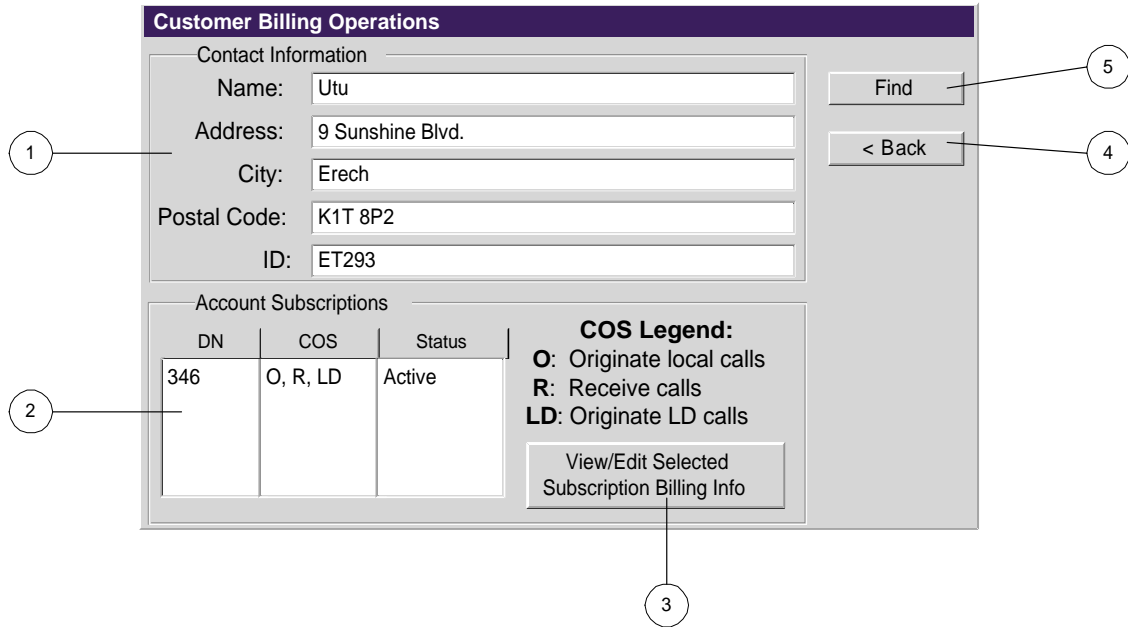 Customer Billing Operations
Contact Information
Name: Utu
Address: 9 Sunshine Blvd.
City: Erech
Postal Code: K1T 8P2
ID: ET293
Find
< Back
Account Subscriptions
DN COS Status
346 O, R, LD Active
COS Legend:
O: Originate local calls
R: Receive calls
LD: Originate LD calls
View/Edit Selected
Subscription Billing Info
1
2
3
4
5